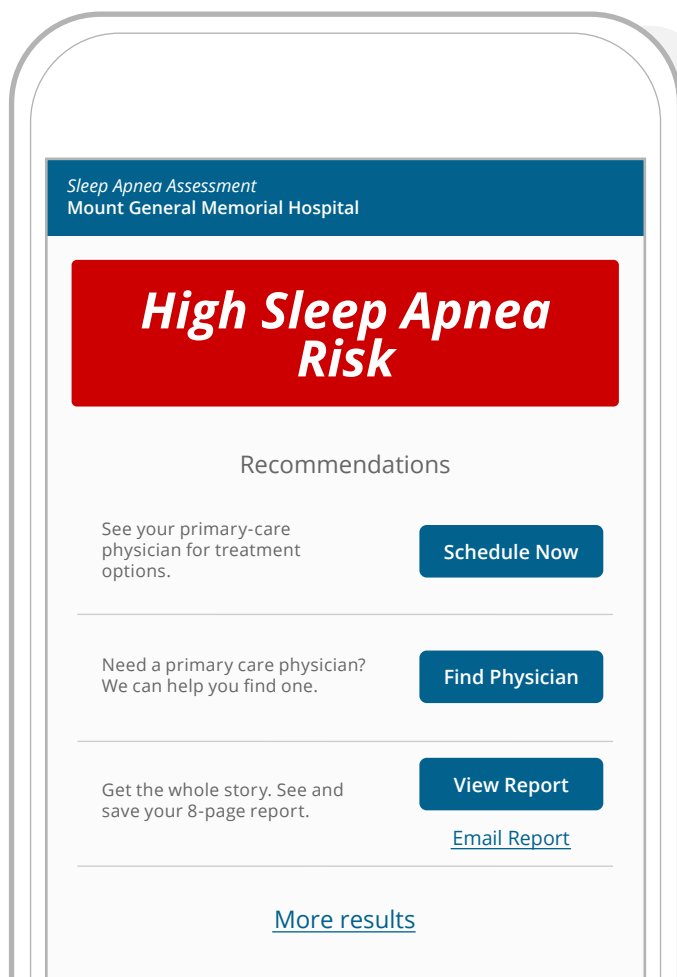 Sleep Apnea Assessment
Mount General Memorial Hospital
High Sleep Apnea
Risk
Recommendations
See your primary-care
physician for treatment
options.
Schedule Now
Need a primary care physician?
We can help you find one.
Find Physician
Get the whole story. See and
save your 8-page report.
View Report
Email Report
More results